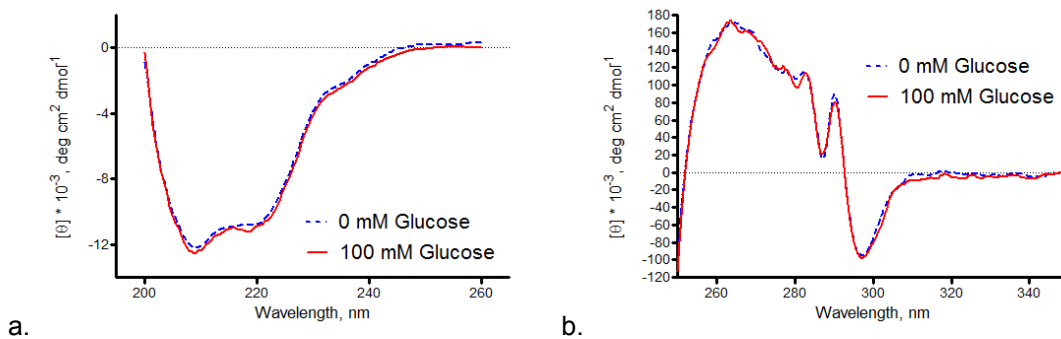 [θ] * 10⁻³, deg cm² dmol⁻¹
0
-4
-8
-12
0 mM Glucose
100 mM Glucose
200
220
240
260
Wavelength, nm
a.
[θ] * 10⁻³, deg cm² dmol⁻¹
180
160
140
120
100
80
60
40
20
0
-20
-40
-60
-80
-100
-120
0 mM Glucose
100 mM Glucose
260
280
300
320
340
Wavelength, nm
b.